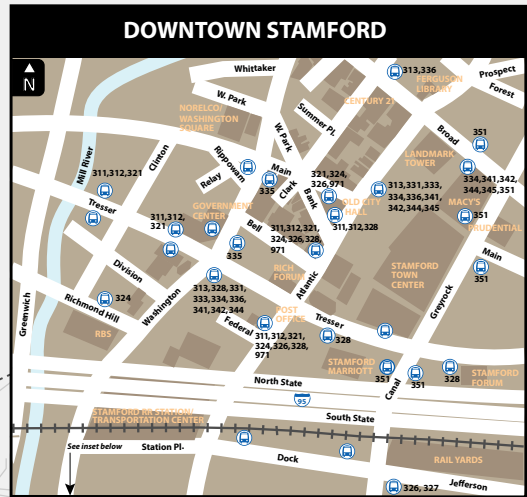 DOWNTOWN STAMFORD
N
Whittaker
313,336
FERGUSON
LIBRARY
Prospect
Forest
W. Park
CENTURY 21
NORELCO/
WASHINGTON
SQUARE
Summer Pl.
W. Park
Broad
351
Mill River
Clinton
Rippowam
LANDMARK
TOWER
311,312,321
Relay
Main
335
Clark
321,324,
326,971
Bank
334,341,342,
344,345,351
313,331,333,
334,336,341,
342,344,345
OLD CITY
HALL
MACY'S
Tresser
GOVERNMENT
CENTER
311,312,328
351
PRUDENTIAL
311,312,
321
Bell
311,312,321,
324,326,328,
971
335
Main
351
Division
RICH
FORUM
STAMFORD
TOWN
CENTER
313,328,331,
333,334,336,
341,342,344
Atlantic
Greenwich
324
Richmond Hill
Washington
Greyrock
POST
OFFICE
Federal
Tresser
RBS
311,312,321,
324,326,328,
971
328
STAMFORD
MARRIOTT
351
351
328
STAMFORD
FORUM
North State
Canal
95
STAMFORD RR STATION/
TRANSPORTATION CENTER
South State
See inset below
Station Pl.
Dock
RAIL YARDS
326, 327
Jefferson